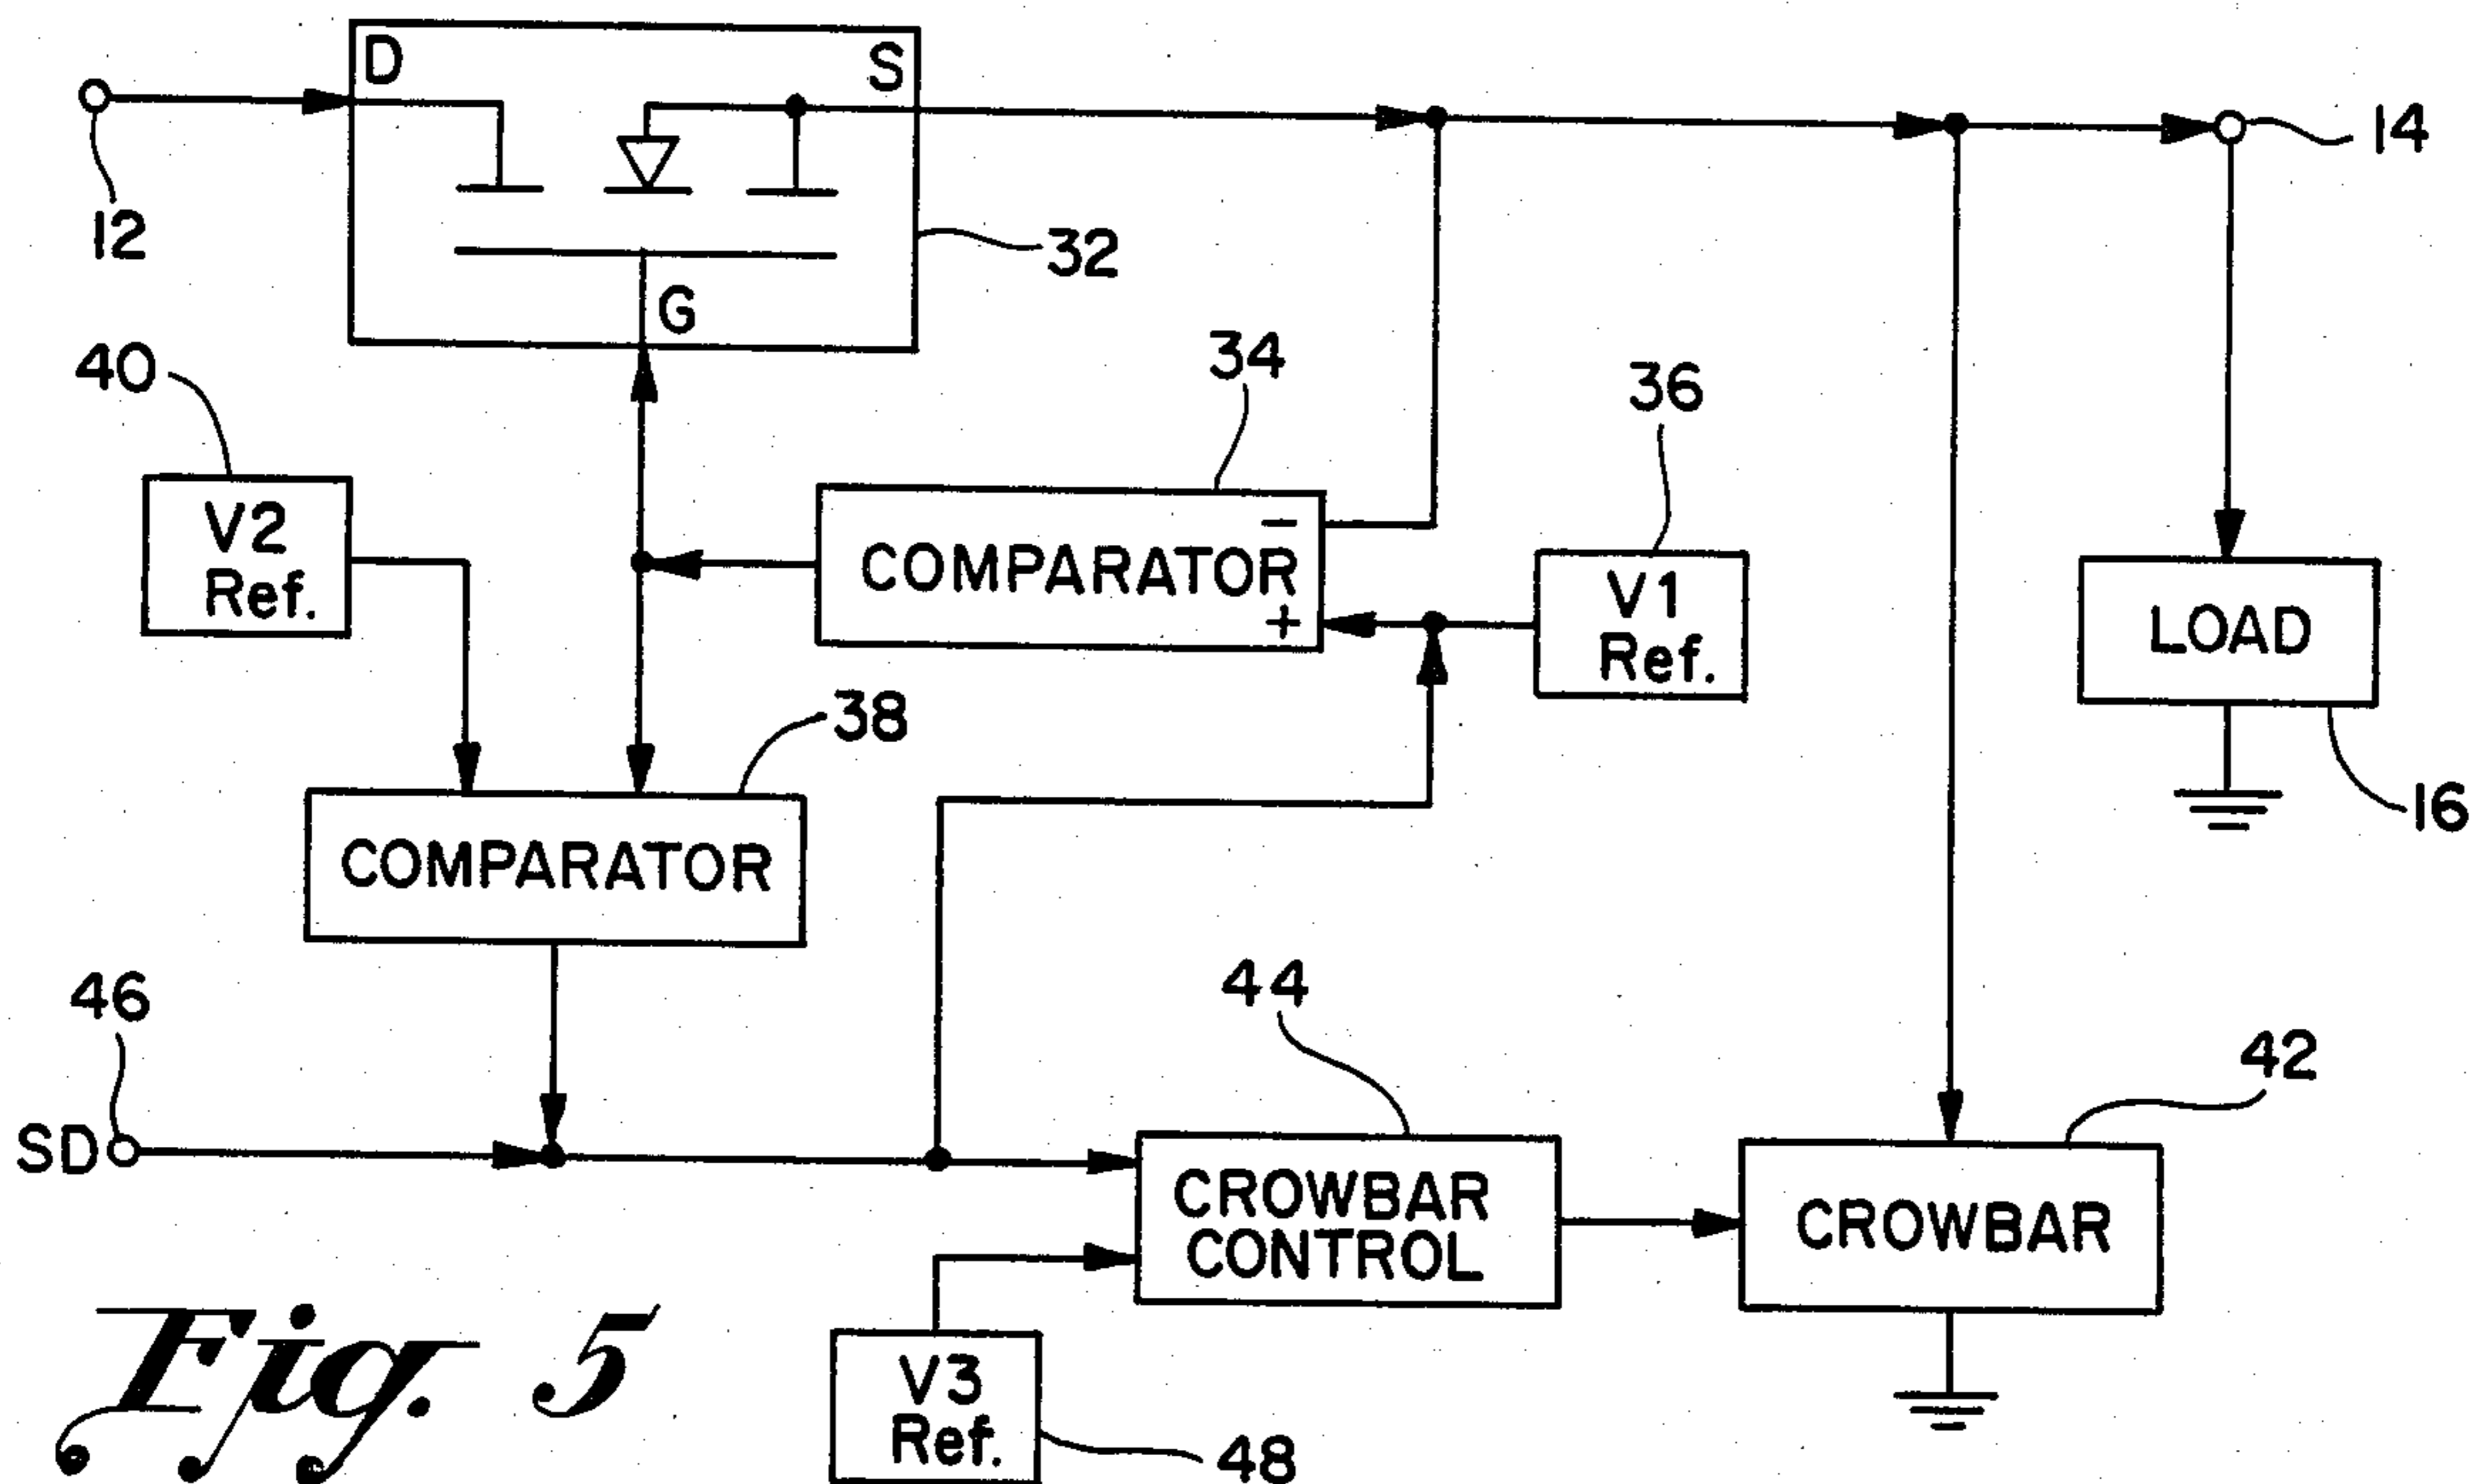 D
S
12
14
32
G
34
40
36
V2
Ref.
COMPARATOR
-
+
V1
Ref.
LOAD
38
16
COMPARATOR
46
44
42
SD
CROWBAR
CONTROL
CROWBAR
V3
Ref.
48
Fig. 5